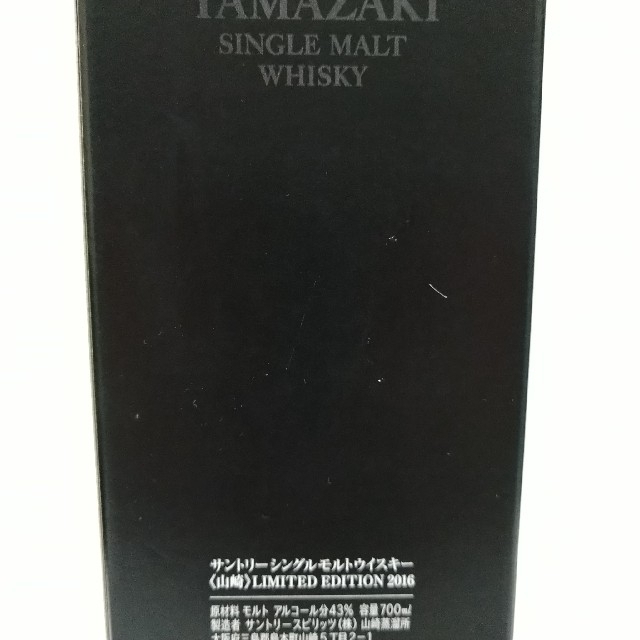 YAMAZAKI
SINGLE MALT
WHISKY
サントリーシングルモルトウイスキー
〈山崎〉LIMITED EDITION 2016
原材料 モルト アルコール分43% 容量700ml
製造者 サントリースピリッツ(株) 山崎蒸溜所
大阪府三島郡島本町山崎5丁目2-1